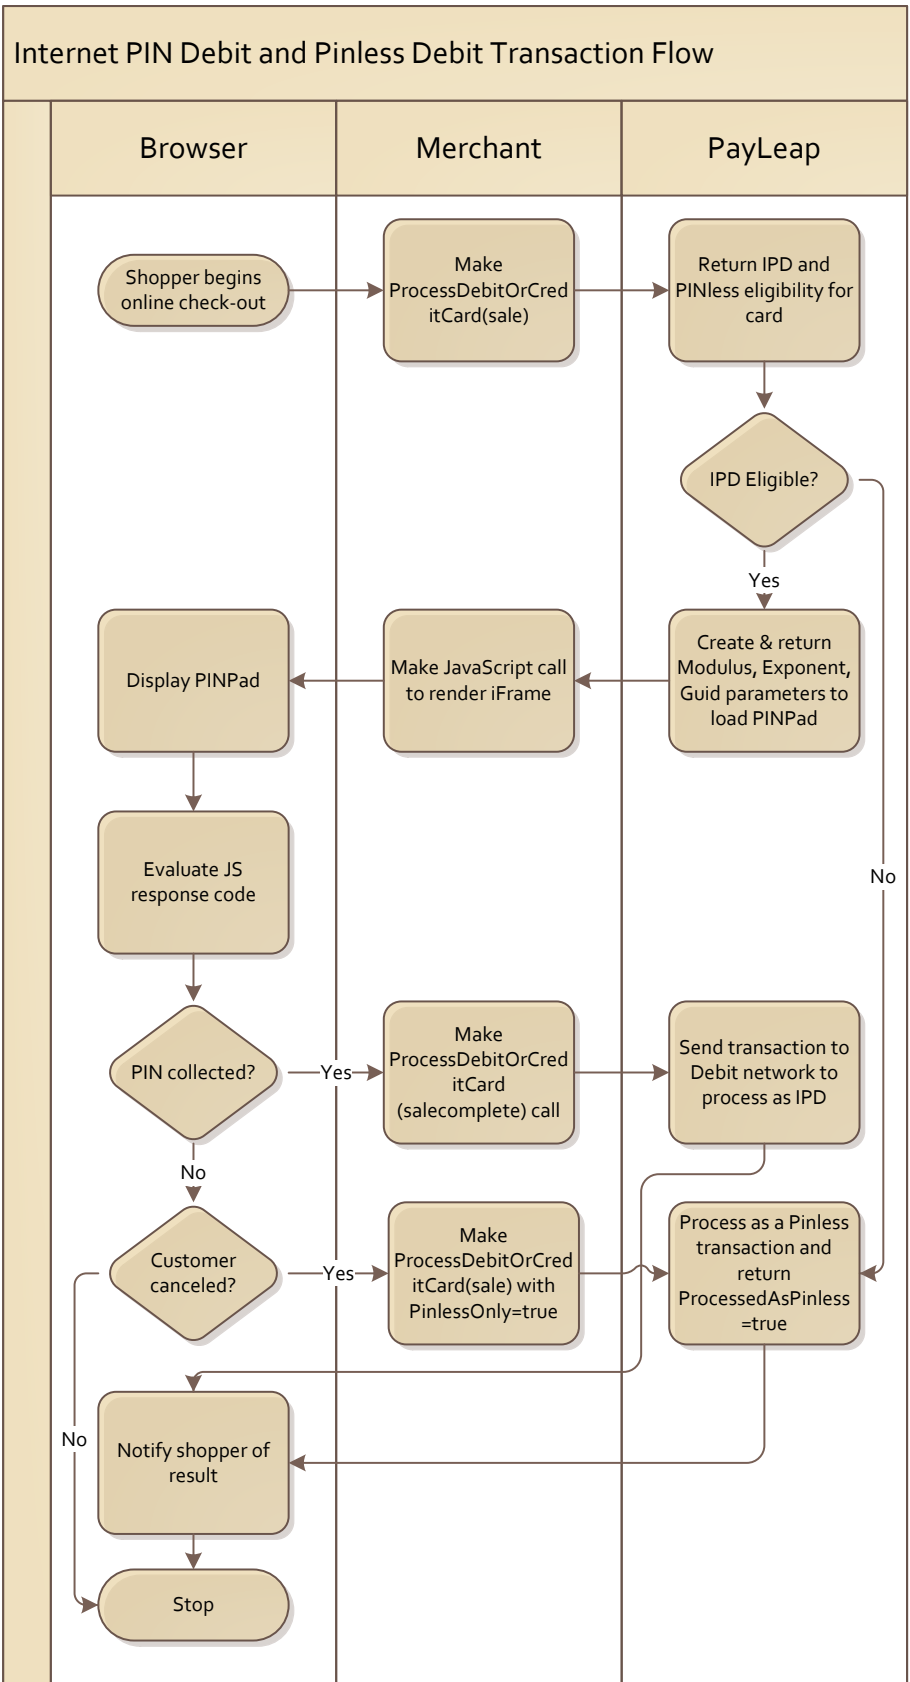 Internet PIN Debit and Pinless Debit Transaction Flow
Browser
Merchant
PayLeap
Shopper begins
online check-out
Make
ProcessDebitOrCred
itCard(sale)
Return IPD and
PINless eligibility for
card
IPD Eligible?
Yes
Display PINPad
Make JavaScript call
to render iFrame
Create & return
Modulus, Exponent,
Guid parameters to
load PINPad
Evaluate JS
response code
No
PIN collected?
Yes
Make
ProcessDebitOrCred
itCard
(salecomplete) call
Send transaction to
Debit network to
process as IPD
No
Customer
canceled?
Yes
Make
ProcessDebitOrCred
itCard(sale) with
PinlessOnly=true
Process as a Pinless
transaction and
return
ProcessedAsPinless
=true
No
Notify shopper of
result
Stop